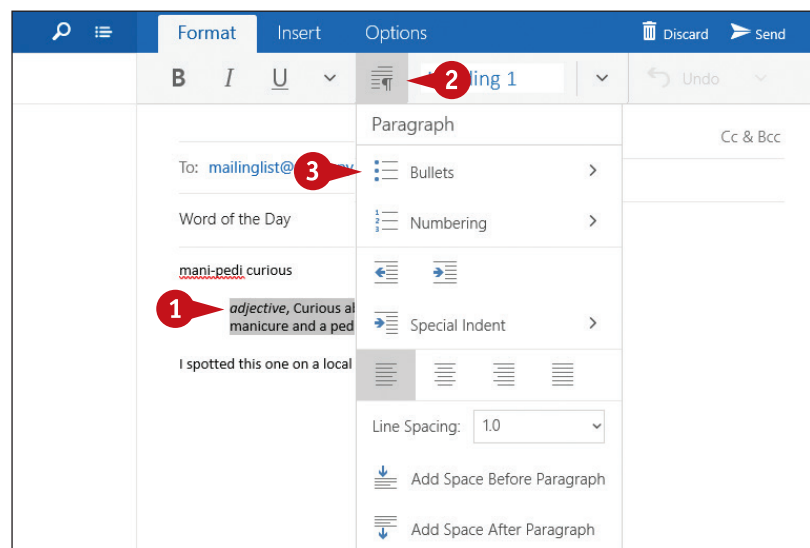 Format Insert Options Discard Send
B I U ding 1 Undo
Paragraph
Cc & Bcc
To: mailinglist@
Bullets
Word of the Day
Numbering
mani-pedi curious
adjective, Curious
manicure and a ped
Special Indent
I spotted this one on a local
Line Spacing: 1.0
Add Space Before Paragraph
Add Space After Paragraph
1
2
3